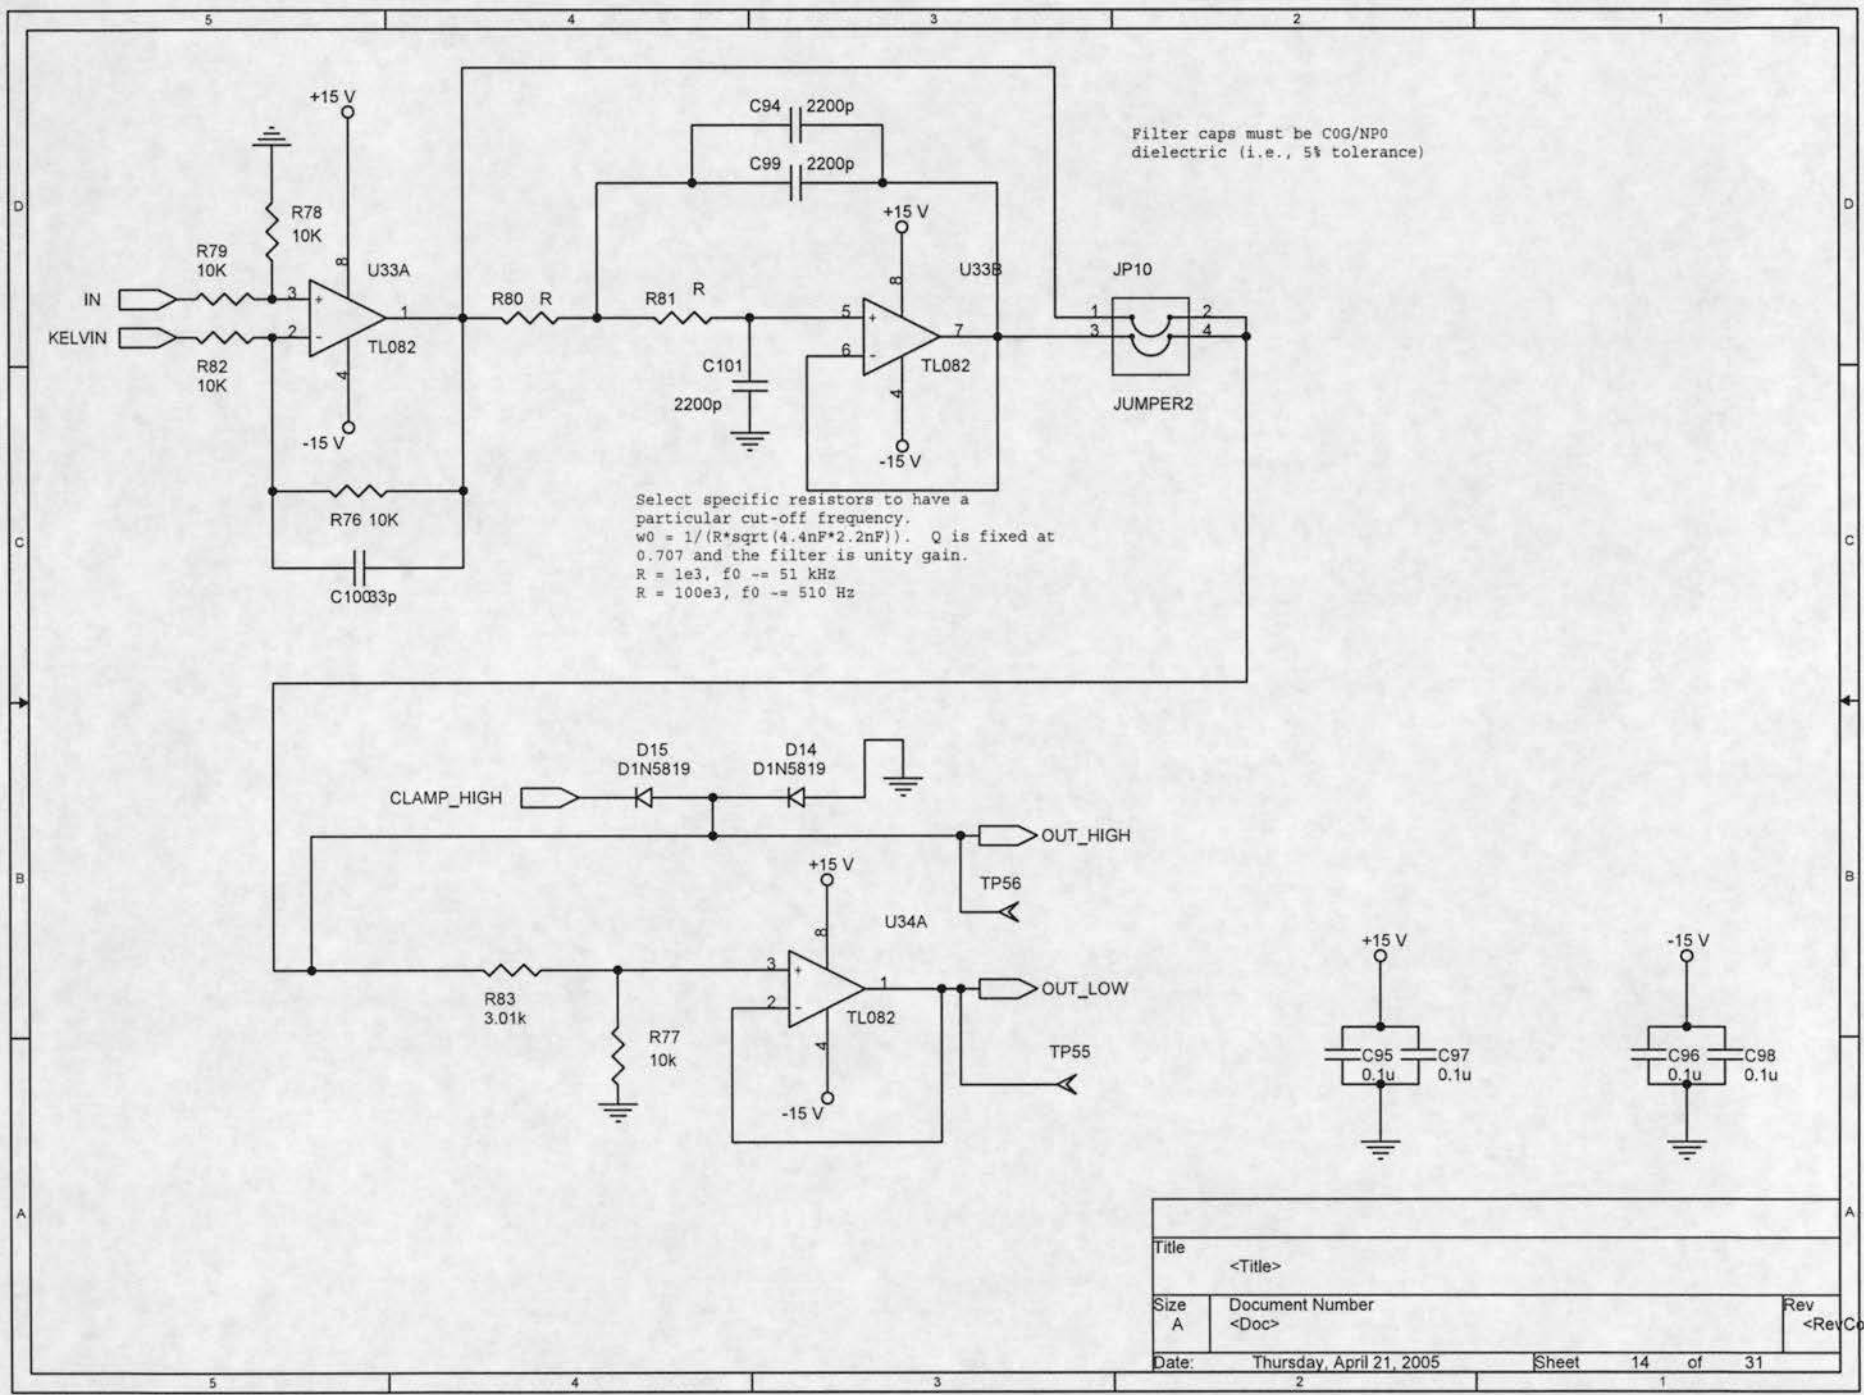 5 4 3 2 1
+15 V
C94 2200p
Filter caps must be C0G/NP0
dielectric (i.e., 5% tolerance)
C99 2200p
D D
R78
10K
+15 V
R79
10K
8
U33A
U33B
8
JP10
IN
3 +
1
R80 R
R81 R
5 +
1 2
KELVIN
2 -
7
3 4
R82
10K
4
TL082
6 -
TL082
C101
2200p
4
JUMPER2
-15 V
-15 V
Select specific resistors to have a
particular cut-off frequency.
w0 = 1/(R*sqrt(4.4nF*2.2nF)). Q is fixed at
0.707 and the filter is unity gain.
R = 1e3, f0 ~= 51 kHz
R = 100e3, f0 ~= 510 Hz
R76 10K
C C
C100 33p
D15
D1N5819
D14
D1N5819
CLAMP_HIGH
OUT_HIGH
+15 V
B B
TP56
U34A
8
+15 V
-15 V
3 +
R83
3.01k
1
OUT_LOW
2 -
TL082
R77
10k
4
TP55
C95
0.1u
C97
0.1u
C96
0.1u
C98
0.1u
-15 V
A A
Title
<Title>
Size
A
Document Number
<Doc>
Rev
<RevCo
Date: Thursday, April 21, 2005 Sheet 14 of 31
5 4 3 2 1